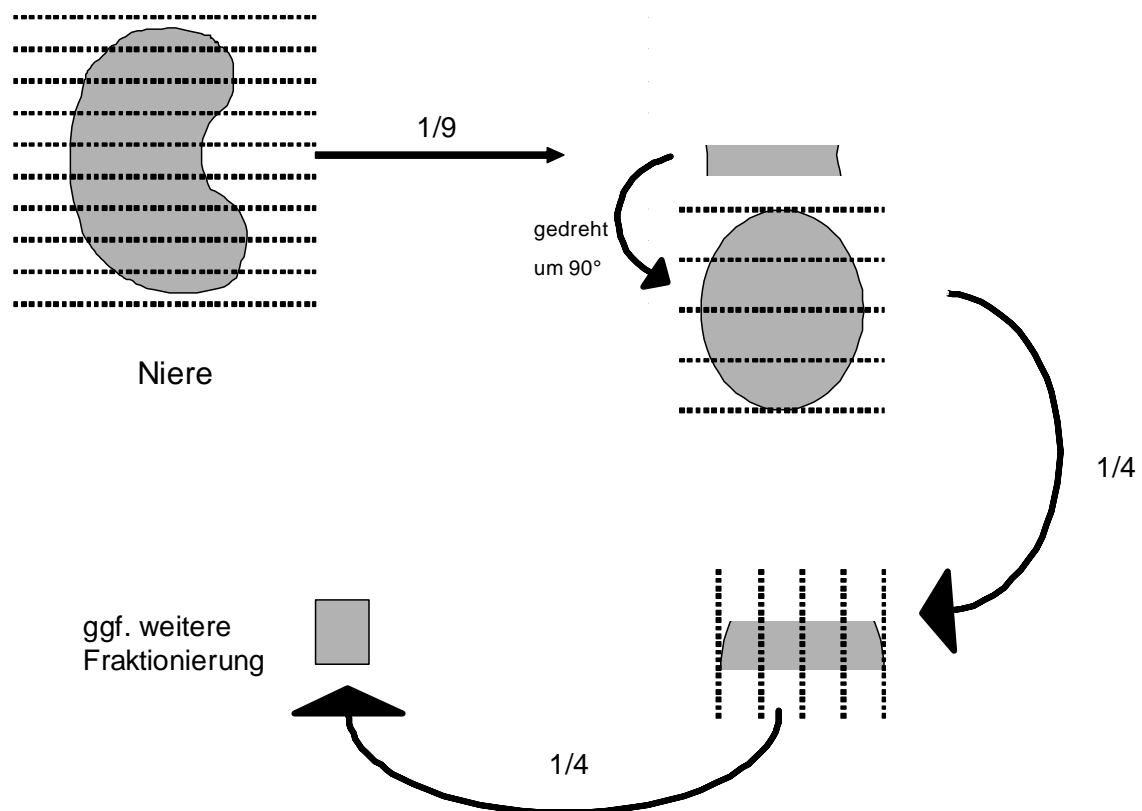 1/9
gedreht
um 90°
Niere
1/4
ggf. weitere
Fraktionierung
1/4